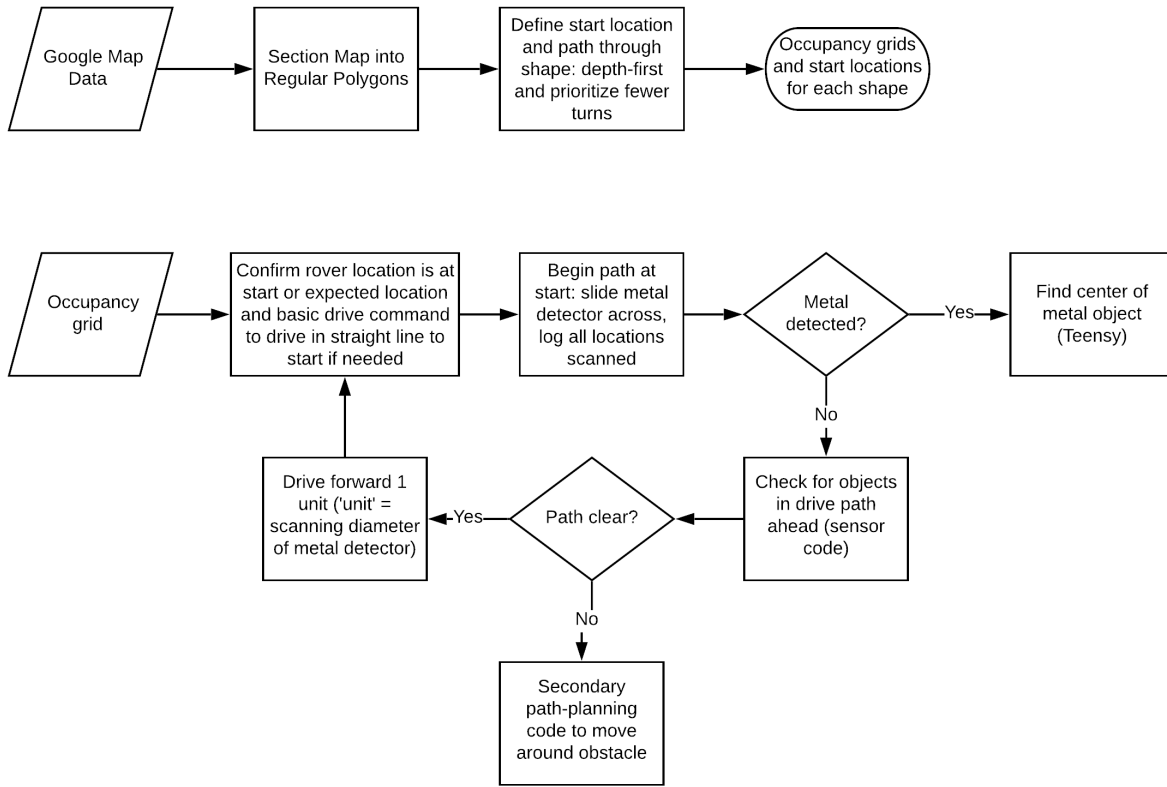 Google Map
Data
Section Map into
Regular Polygons
Define start location
and path through
shape: depth-first
and prioritize fewer
turns
Occupancy grids
and start locations
for each shape
Occupancy
grid
Confirm rover location is at
start or expected location
and basic drive command
to drive in straight line to
start if needed
Begin path at
start: slide metal
detector across,
log all locations
scanned
Metal
detected?
Yes
Find center of
metal object
(Teensy)
No
Check for objects
in drive path
ahead (sensor
code)
Path clear?
Yes
Drive forward 1
unit ('unit' =
scanning diameter
of metal detector)
No
Secondary
path-planning
code to move
around obstacle